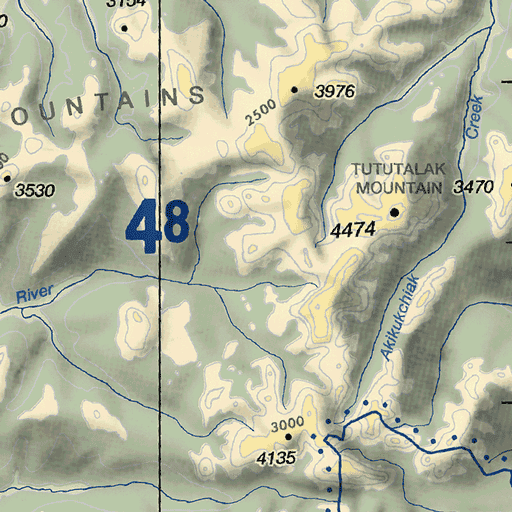 3154
OUNTAINS
2500
3976
Creek
TUTUTALAK
MOUNTAIN
3470
3530
48
4474
River
Akikukchiak
3000
4135